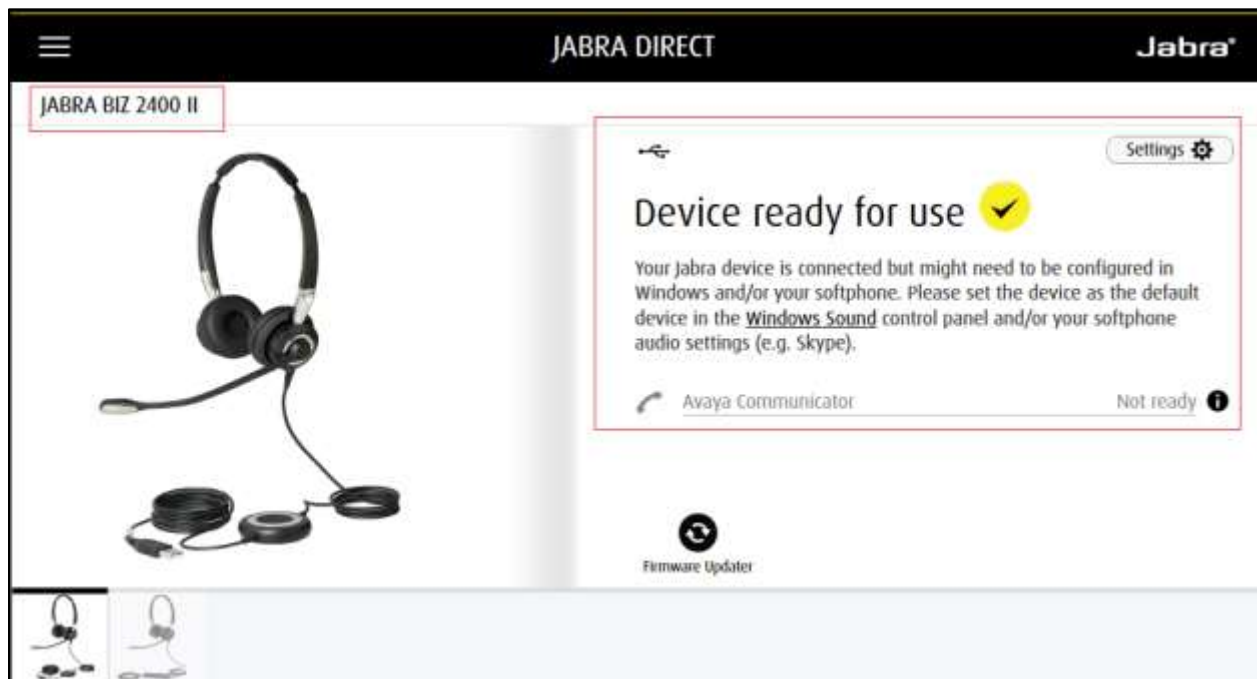 JABRA DIRECT
Jabra
JABRA BIZ 2400 II
Settings
Device ready for use
Your Jabra device is connected but might need to be configured in
Windows and/or your softphone. Please set the device as the default
device in the Windows Sound control panel and/or your softphone
audio settings (e.g. Skype).
Avaya Communicator
Not ready
Firmware Updater